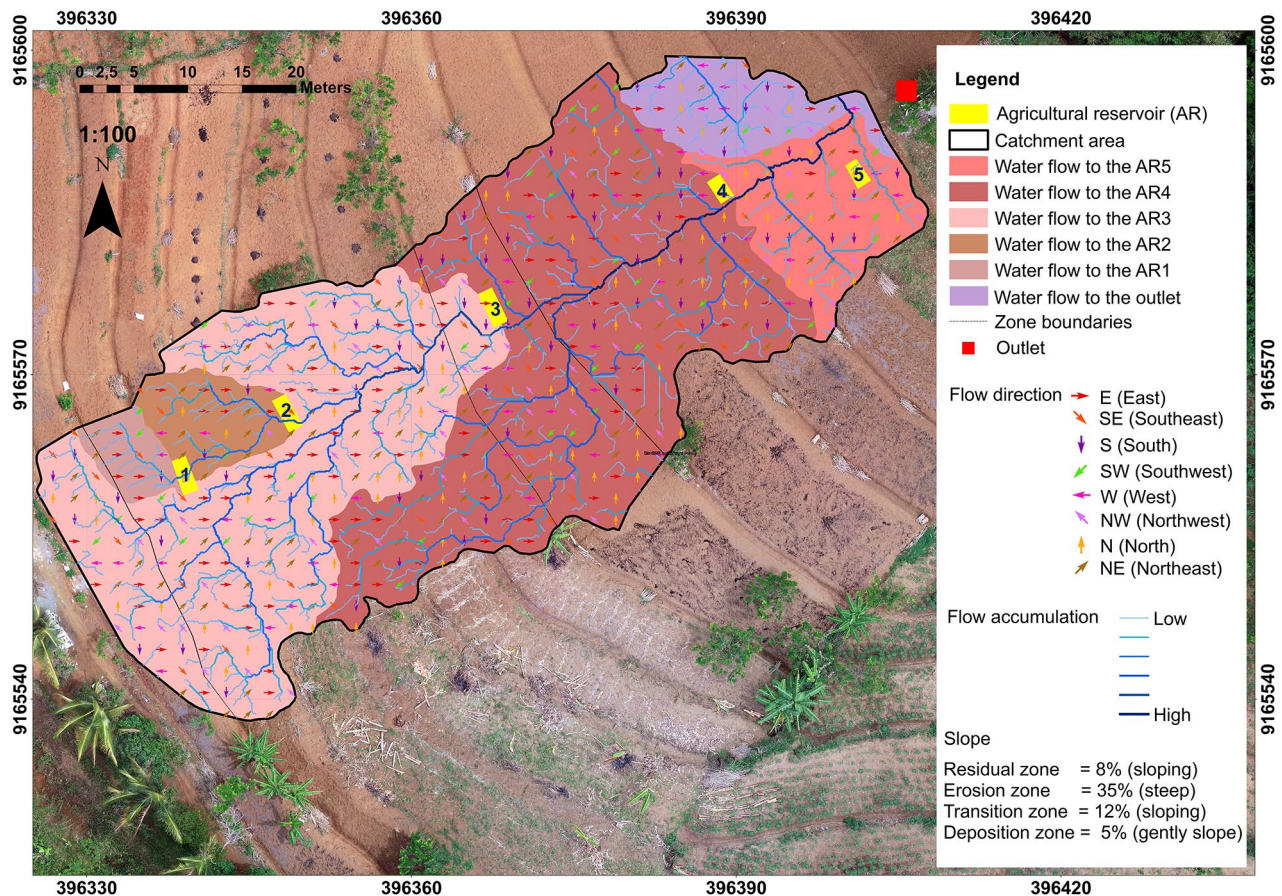 396330 396360 396390 396420
9165600 9165600
0 2,5 5 10 15 20
Meters
1:100
N
Legend
Agricultural reservoir (AR)
Catchment area
Water flow to the AR5
Water flow to the AR4
Water flow to the AR3
Water flow to the AR2
Water flow to the AR1
Water flow to the outlet
Zone boundaries
Outlet
5
4
3
2
1
9165570 9165570
Flow direction
E (East)
SE (Southeast)
S (South)
SW (Southwest)
W (West)
NW (Northwest)
N (North)
NE (Northeast)
Flow accumulation
Low
High
9165540 9165540
Slope
Residual zone = 8% (sloping)
Erosion zone = 35% (steep)
Transition zone = 12% (sloping)
Deposition zone = 5% (gently slope)
396330 396360 396390 396420